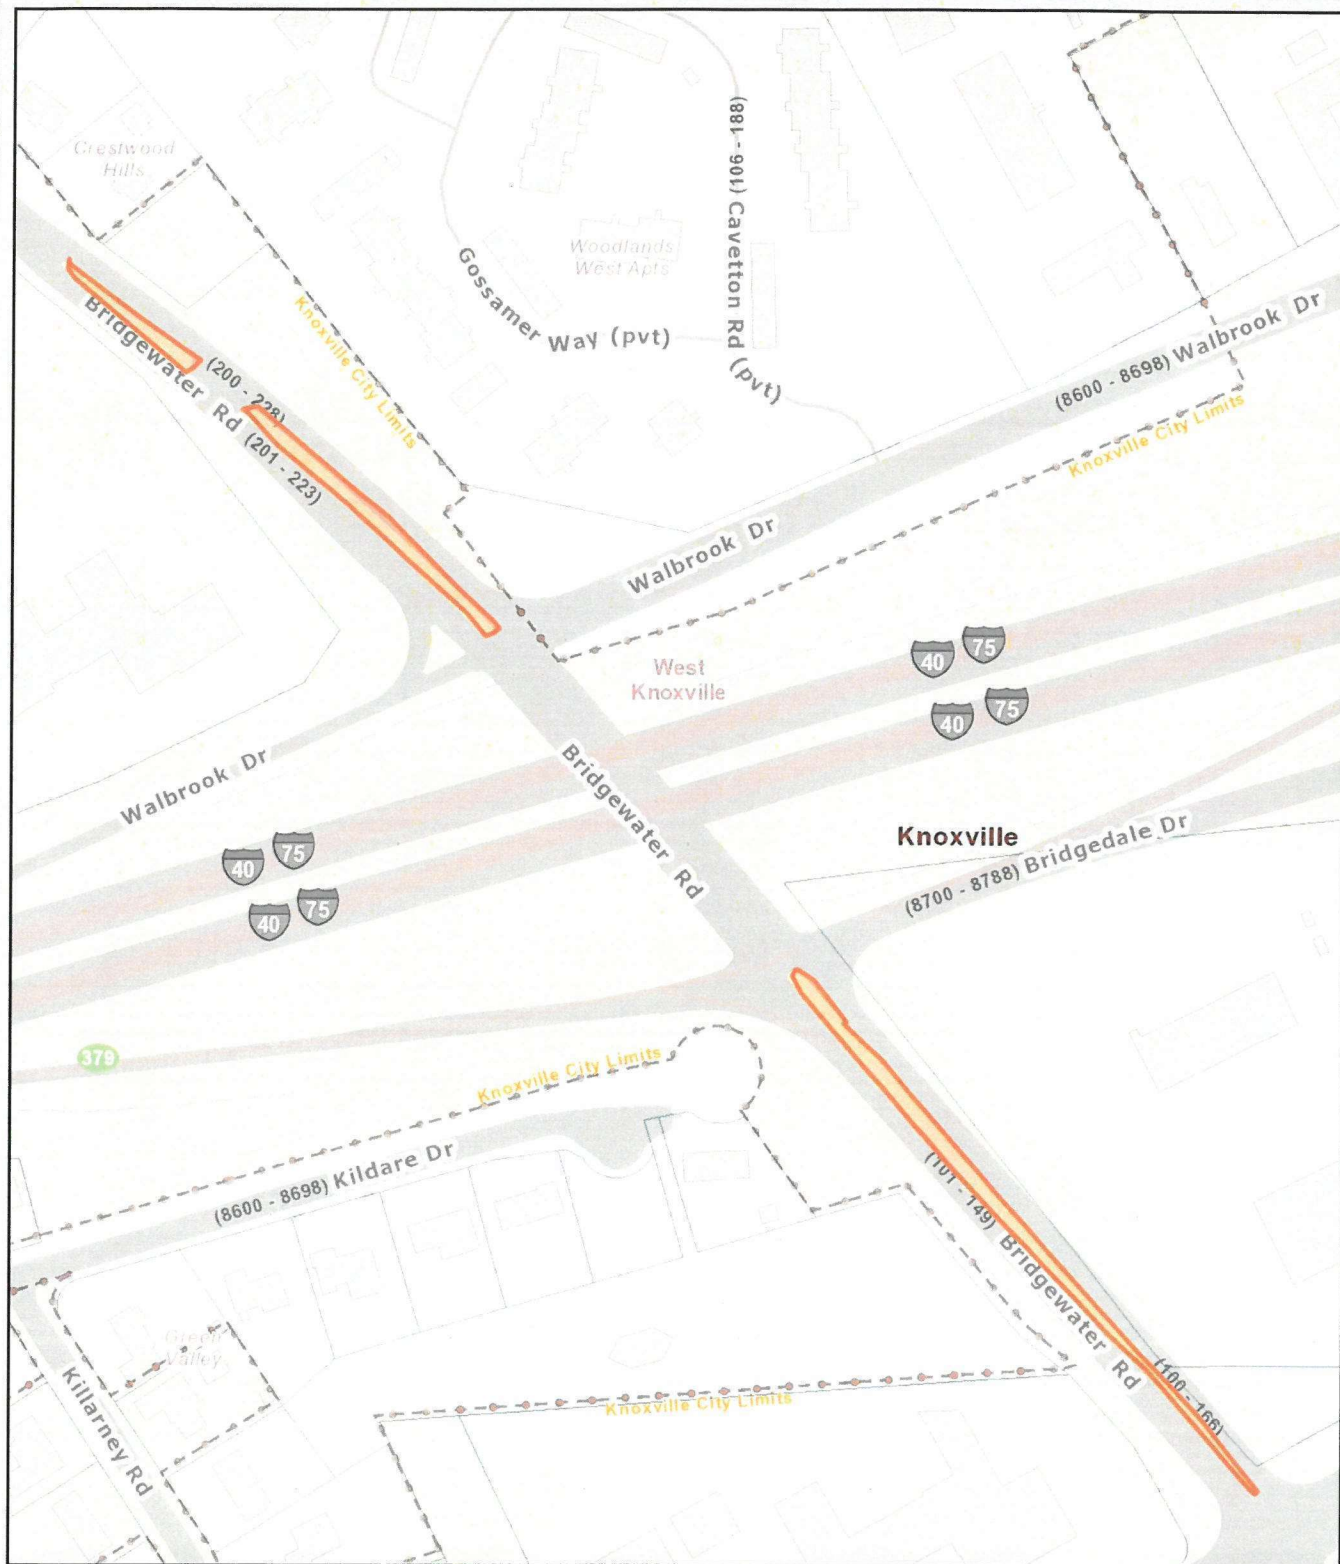 Crestwood
Hills
(106 - 188)
Cavetton Rd (pvt)
Woodlands
West Apts
Gossamer Way (pvt)
Knoxville City Limits
Bridgewater Rd
(200 - 228)
(201 - 223)
(8600 - 8698) Walbrook Dr
Knoxville City Limits
Walbrook Dr
West
Knoxville
40 75
40 75
Bridgewater Rd
Walbrook Dr
Knoxville
(8700 - 8788) Bridgedale Dr
40 75
40 75
379
Knoxville City Limits
(8600 - 8698) Kildare Dr
(101 - 149) Bridgewater Rd
(100 - 166)
Green
Valley
Killarney Rd
Knoxville City Limits